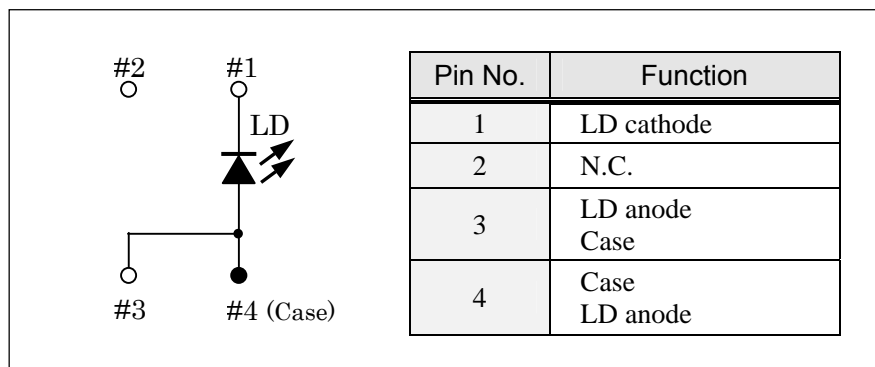 #2 #1
LD
#3 #4 (Case)
Pin No. Function
1 LD cathode
2 N.C.
3 LD anode
Case
4 Case
LD anode